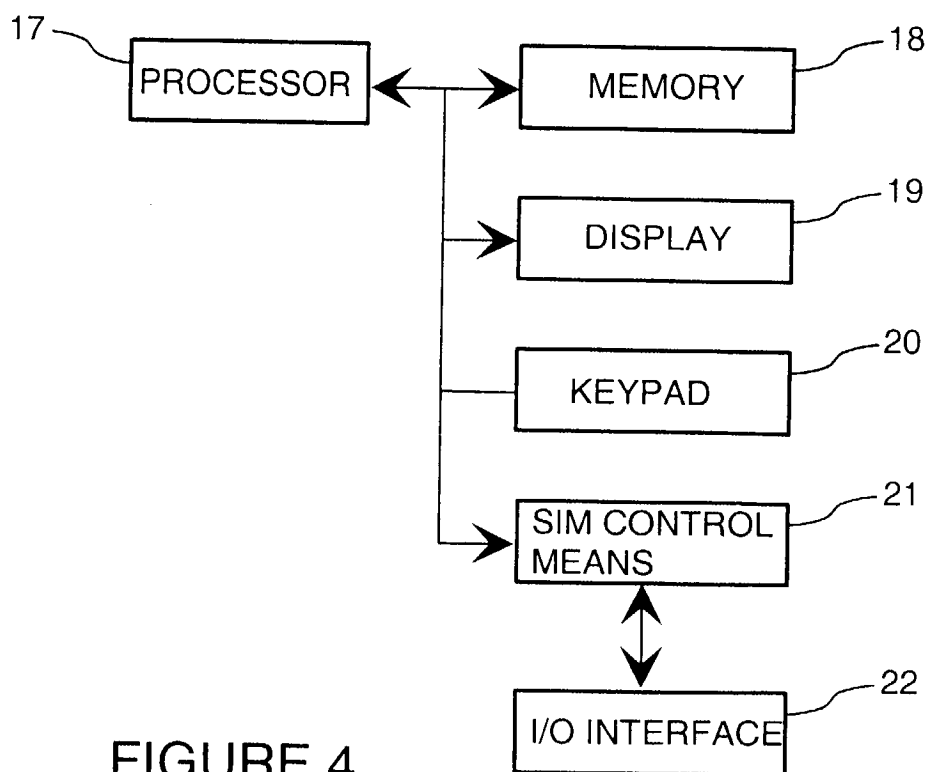 17
PROCESSOR
18
MEMORY
19
DISPLAY
20
KEYPAD
21
SIM CONTROL
MEANS
22
I/O INTERFACE
FIGURE 4